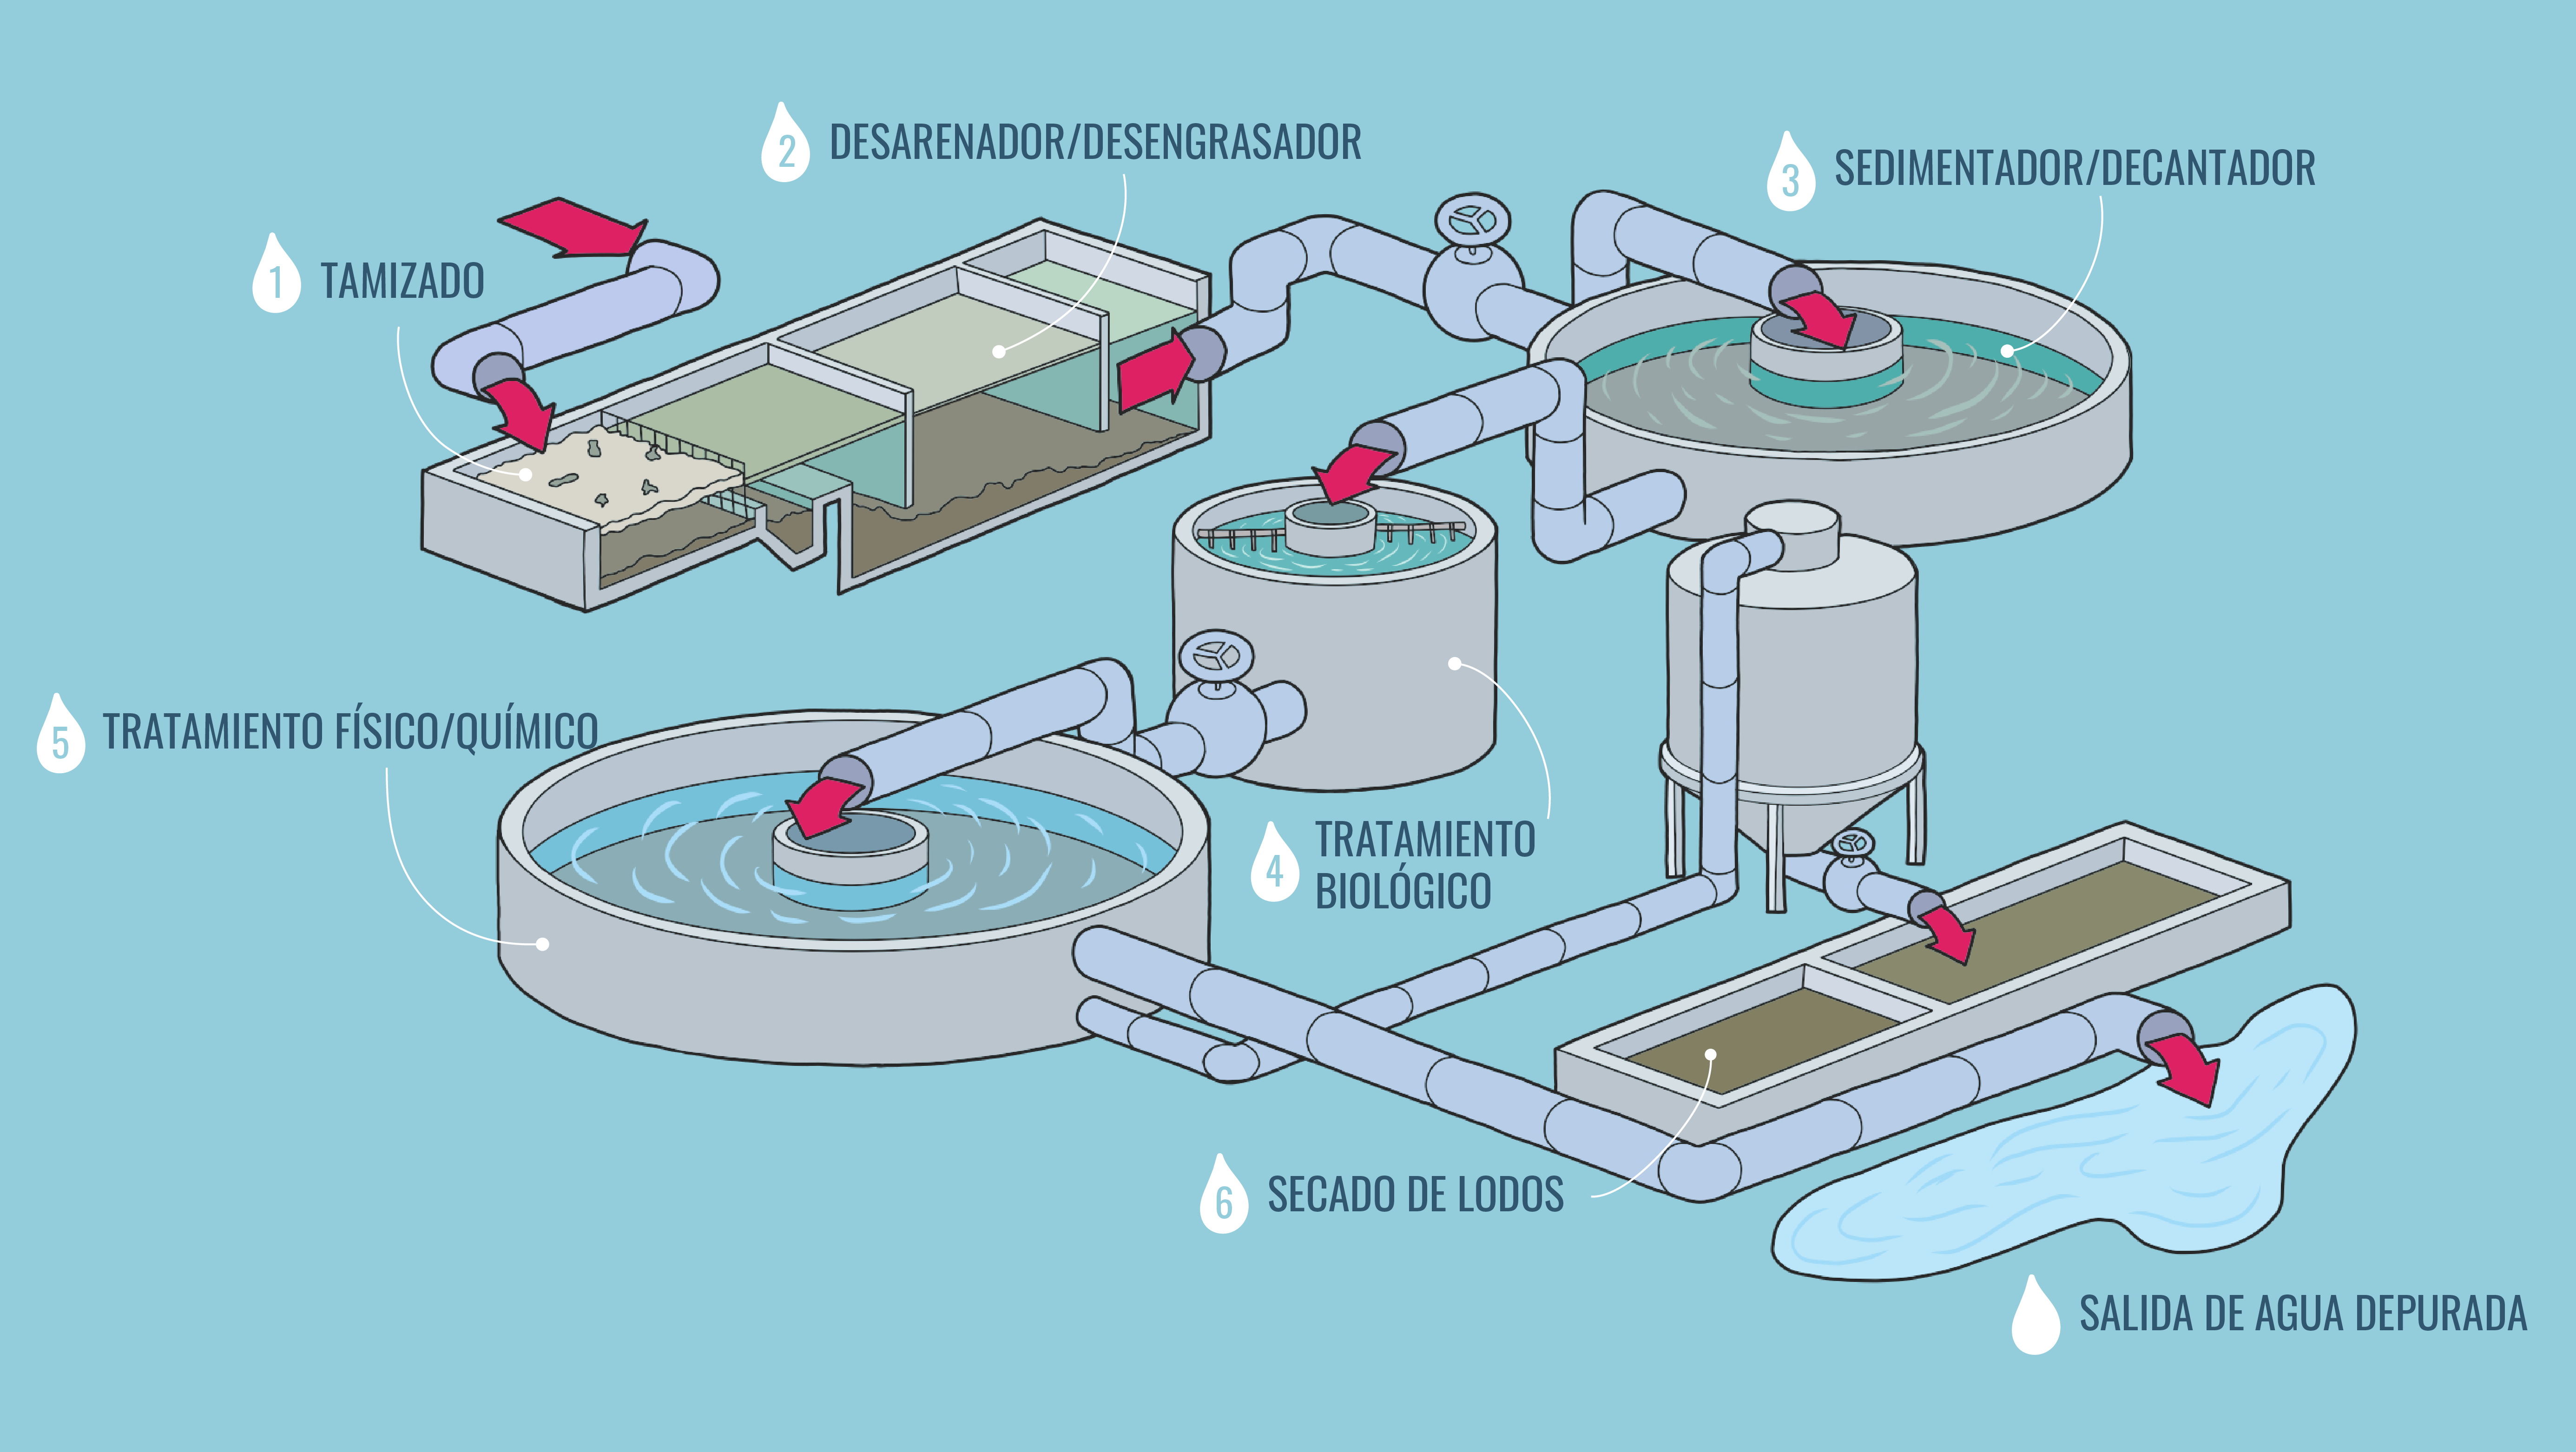 1 TAMIZADO
2 DESARENADOR/DESENGRASADOR
3 SEDIMENTADOR/DECANTADOR
4 TRATAMIENTO
BIOLÓGICO
5 TRATAMIENTO FÍSICO/QUÍMICO
6 SECADO DE LODOS
SALIDA DE AGUA DEPURADA